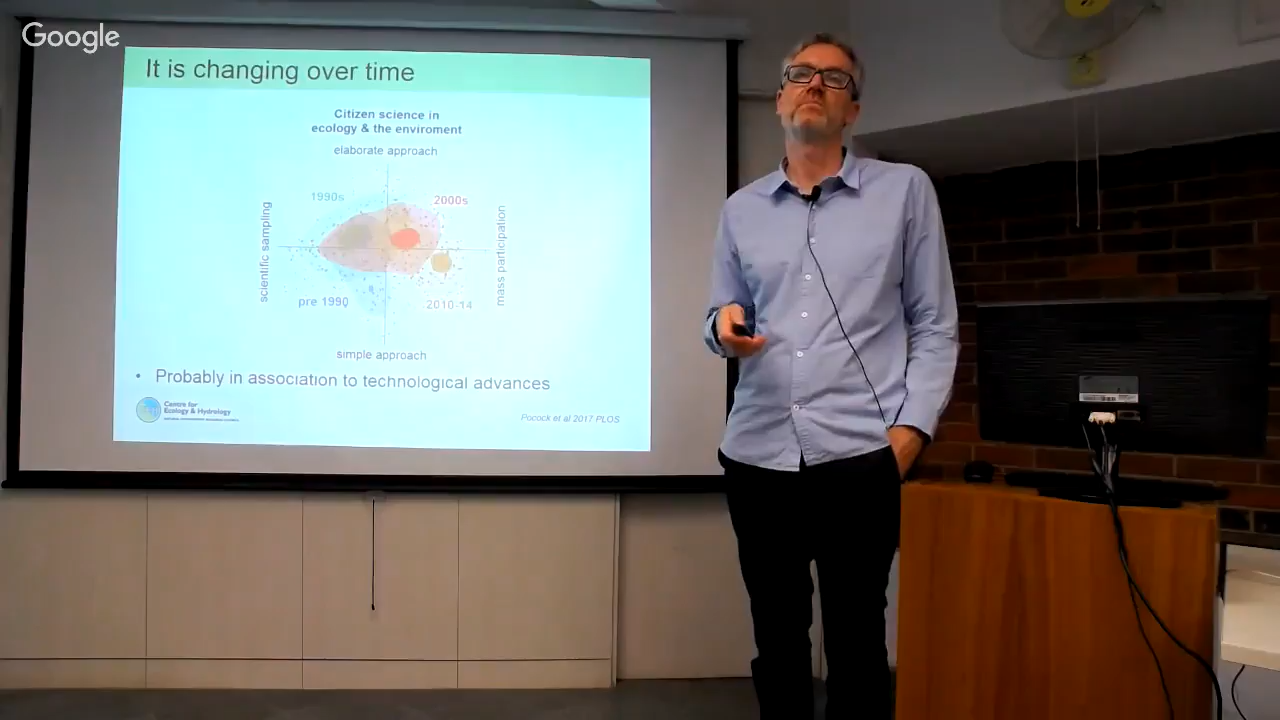 Google
It is changing over time
Citizen science in
ecology & the enviroment
elaborate approach
1990s
2000s
scientific sampling
mass participation
pre 1990
2010-14
simple approach
• Probably in association to technological advances
Centre for
Ecology & Hydrology
Pocock et al 2017 PLOS